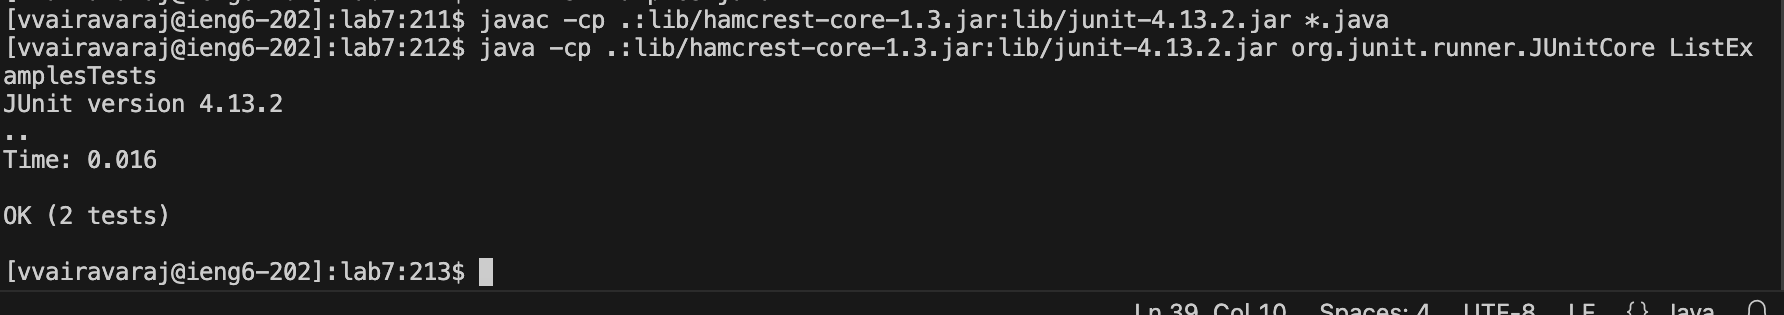 [vvairavaraj@ieng6-202]:lab7:211$ javac -cp .:lib/hamcrest-core-1.3.jar:lib/junit-4.13.2.jar *.java
[vvairavaraj@ieng6-202]:lab7:212$ java -cp .:lib/hamcrest-core-1.3.jar:lib/junit-4.13.2.jar org.junit.runner.JUnitCore ListEx
amplesTests
JUnit version 4.13.2
..
Time: 0.016
OK (2 tests)
[vvairavaraj@ieng6-202]:lab7:213$
Ln 39, Col 10 Spaces: 4 UTF-8 LF {} Java